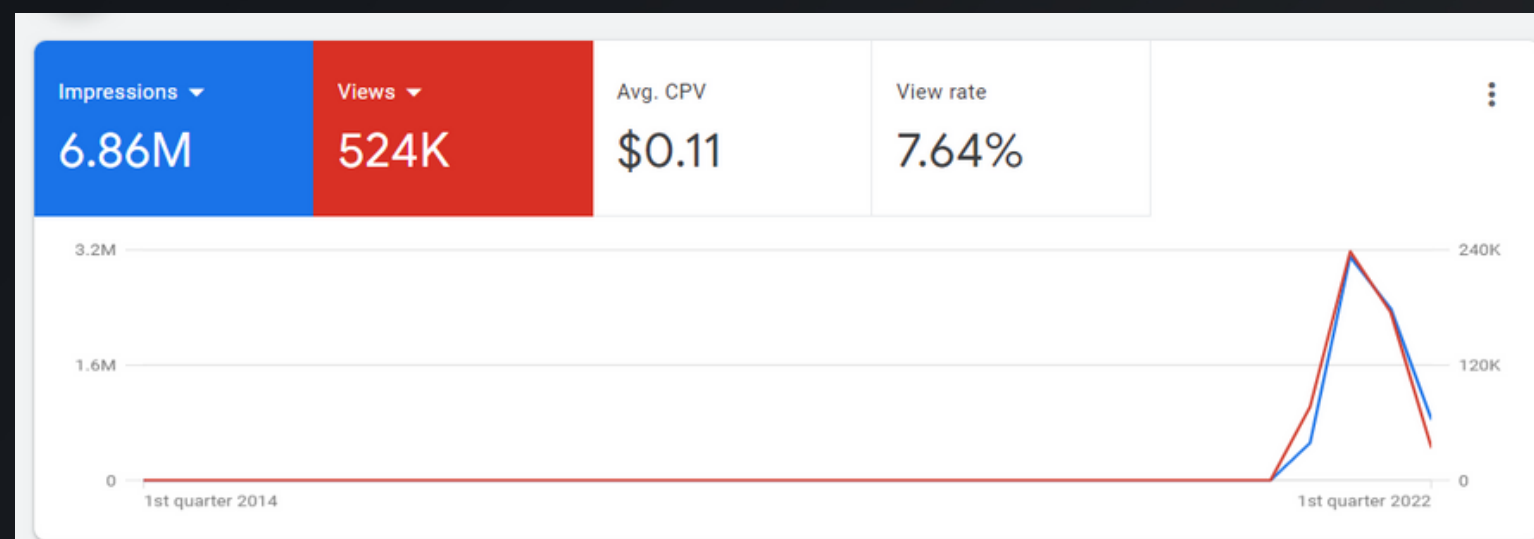 Impressions
Views
Avg. CPV
View rate
6.86M
524K
$0.11
7.64%
3.2M
240K
1.6M
120K
0
0
1st quarter 2014
1st quarter 2022